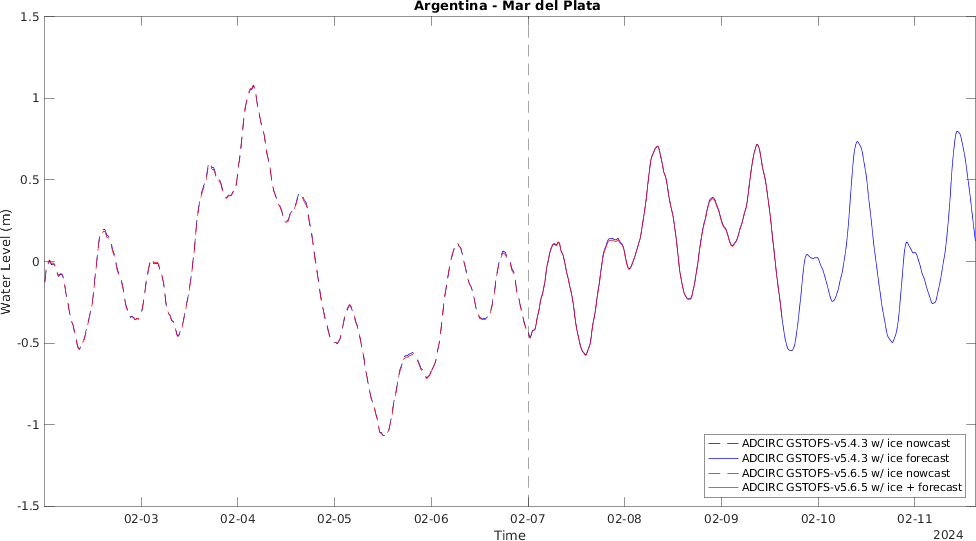 Argentina - Mar del Plata
1.5
1
0.5
0
-0.5
-1
-1.5
Water Level (m)
02-03 02-04 02-05 02-06 02-07 02-08 02-09 02-10 02-11
Time
2024
ADCIRC GSTOFS-v5.4.3 w/ ice nowcast
ADCIRC GSTOFS-v5.4.3 w/ ice forecast
ADCIRC GSTOFS-v5.6.5 w/ ice nowcast
ADCIRC GSTOFS-v5.6.5 w/ ice + forecast